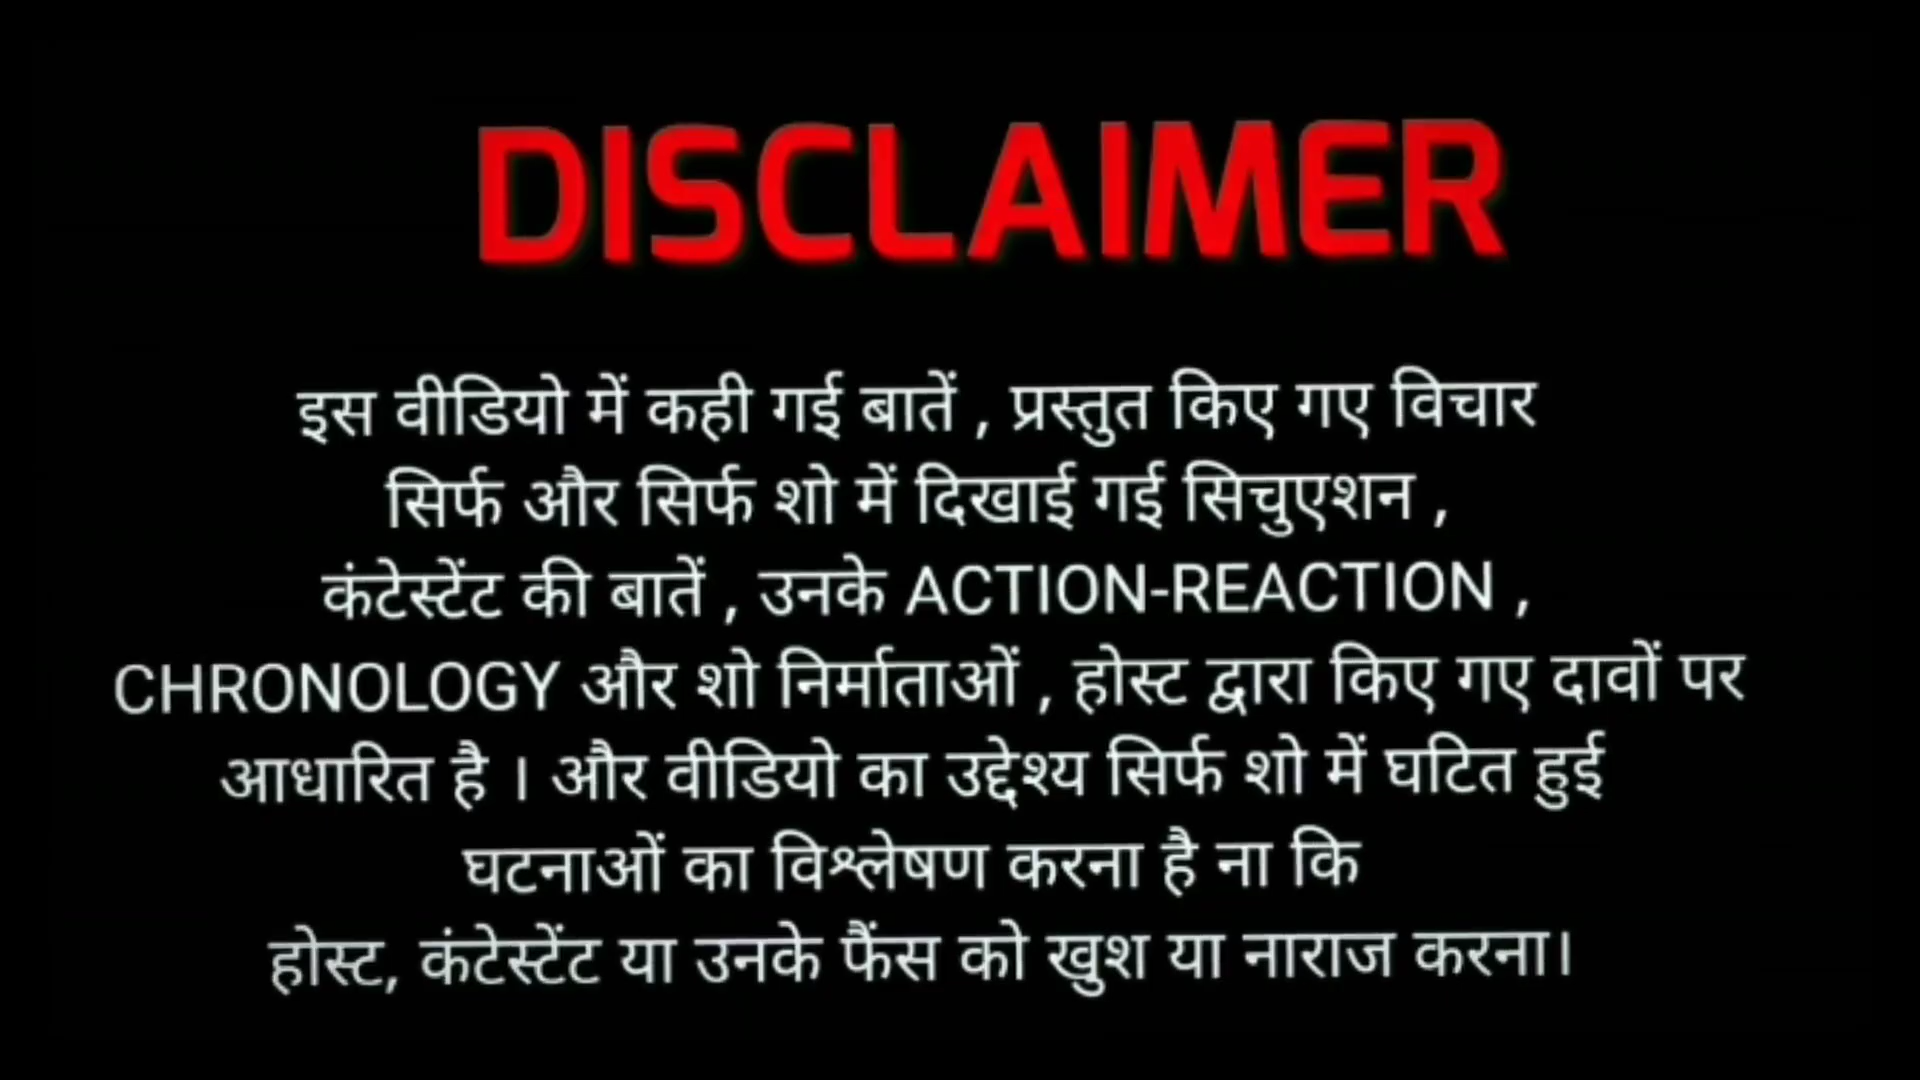 DISCLAIMER
इस वीडियो में कही गई बातें , प्रस्तुत किए गए विचार
सिर्फ और सिर्फ शो में दिखाई गई सिचुएशन ,
कंटेस्टेंट की बातें , उनके ACTION-REACTION ,
CHRONOLOGY और शो निर्माताओं , होस्ट द्वारा किए गए दावों पर
आधारित है । और वीडियो का उद्देश्य सिर्फ शो में घटित हुई
घटनाओं का विश्लेषण करना है ना कि
होस्ट, कंटेस्टेंट या उनके फैंस को खुश या नाराज करना।